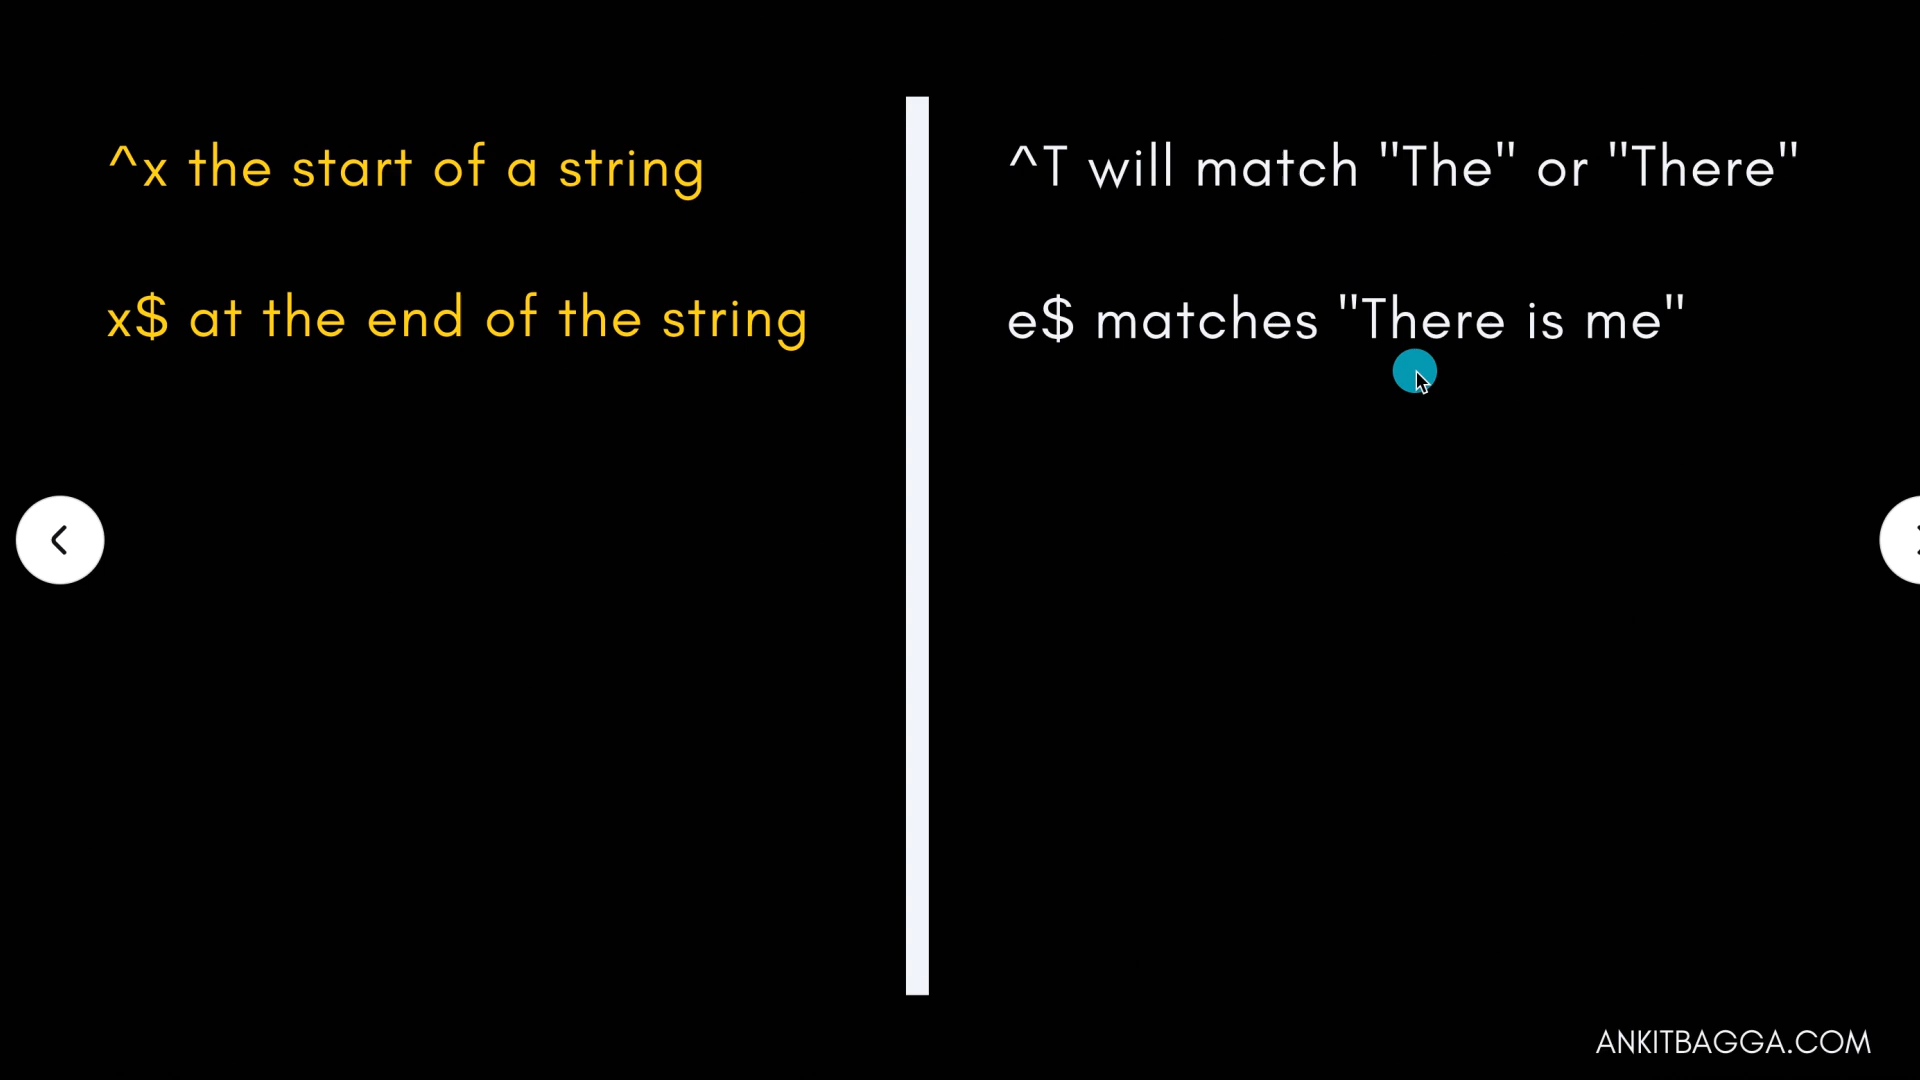 ^x the start of a string
x$ at the end of the string
^T will match "The" or "There"
e$ matches "There is me"
ANKITBAGGA.COM